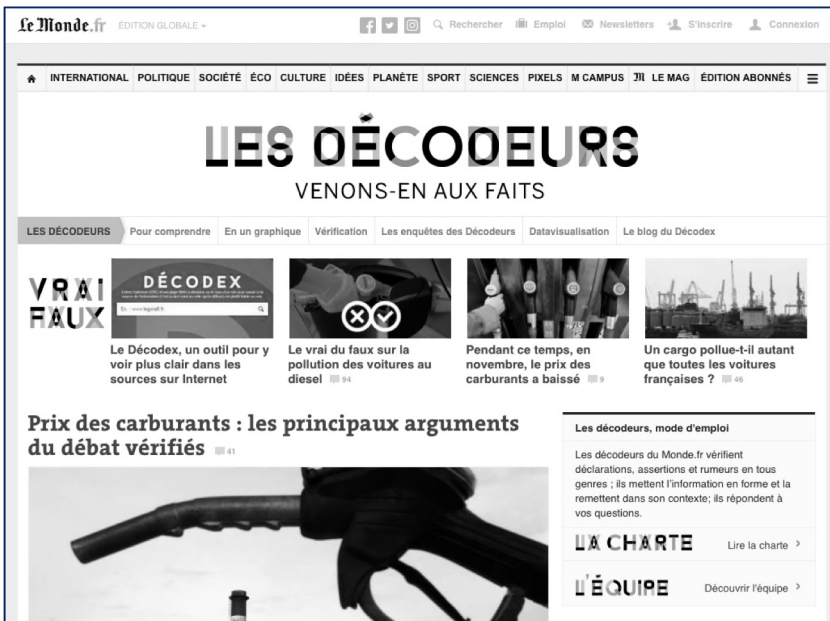 Le Monde.fr ÉDITION GLOBALE
Rechercher Emploi Newsletters S'inscrire Connexion
INTERNATIONAL POLITIQUE SOCIÉTÉ ÉCO CULTURE IDÉES PLANÈTE SPORT SCIENCES PIXELS M CAMPUS M LE MAG ÉDITION ABONNÉS
LES DÉCODEURS
VENONS-EN AUX FAITS
LES DÉCODEURS Pour comprendre En un graphique Vérification Les enquêtes des Décodeurs Datavisualisation Le blog du Décodex
VRAI
FAUX
DÉCODEX
Le Décodex, un outil pour y
voir plus clair dans les
sources sur Internet
Le vrai du faux sur la
pollution des voitures au
diesel 94
Pendant ce temps, en
novembre, le prix des
carburants a baissé 9
Un cargo pollue-t-il autant
que toutes les voitures
françaises ? 46
Prix des carburants : les principaux arguments
du débat vérifiés 41
Les décodeurs, mode d'emploi
Les décodeurs du Monde.fr vérifient
déclarations, assertions et rumeurs en tous
genres ; ils mettent l'information en forme et la
remettent dans son contexte; ils répondent à
vos questions.
LA CHARTE Lire la charte >
L'ÉQUIPE Découvrir l'équipe >